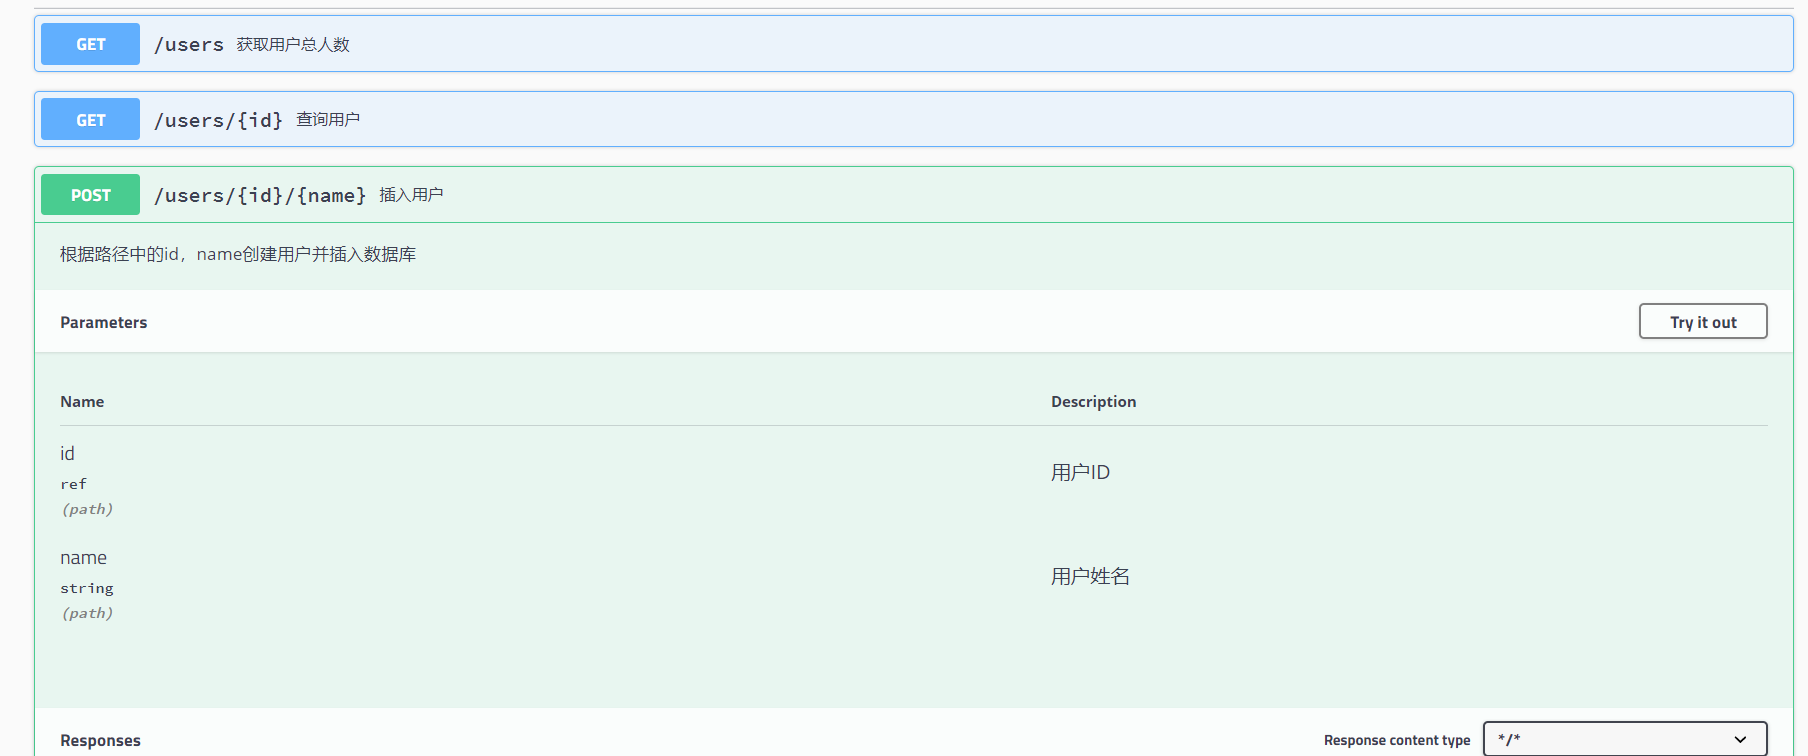 GET /users 获取用户总人数
GET /users/{id} 查询用户
POST /users/{id}/{name} 插入用户
根据路径中的id，name创建用户并插入数据库
Parameters Try it out
Name Description
id
ref
(path)
用户ID
name
string
(path)
用户姓名
Responses Response content type */*